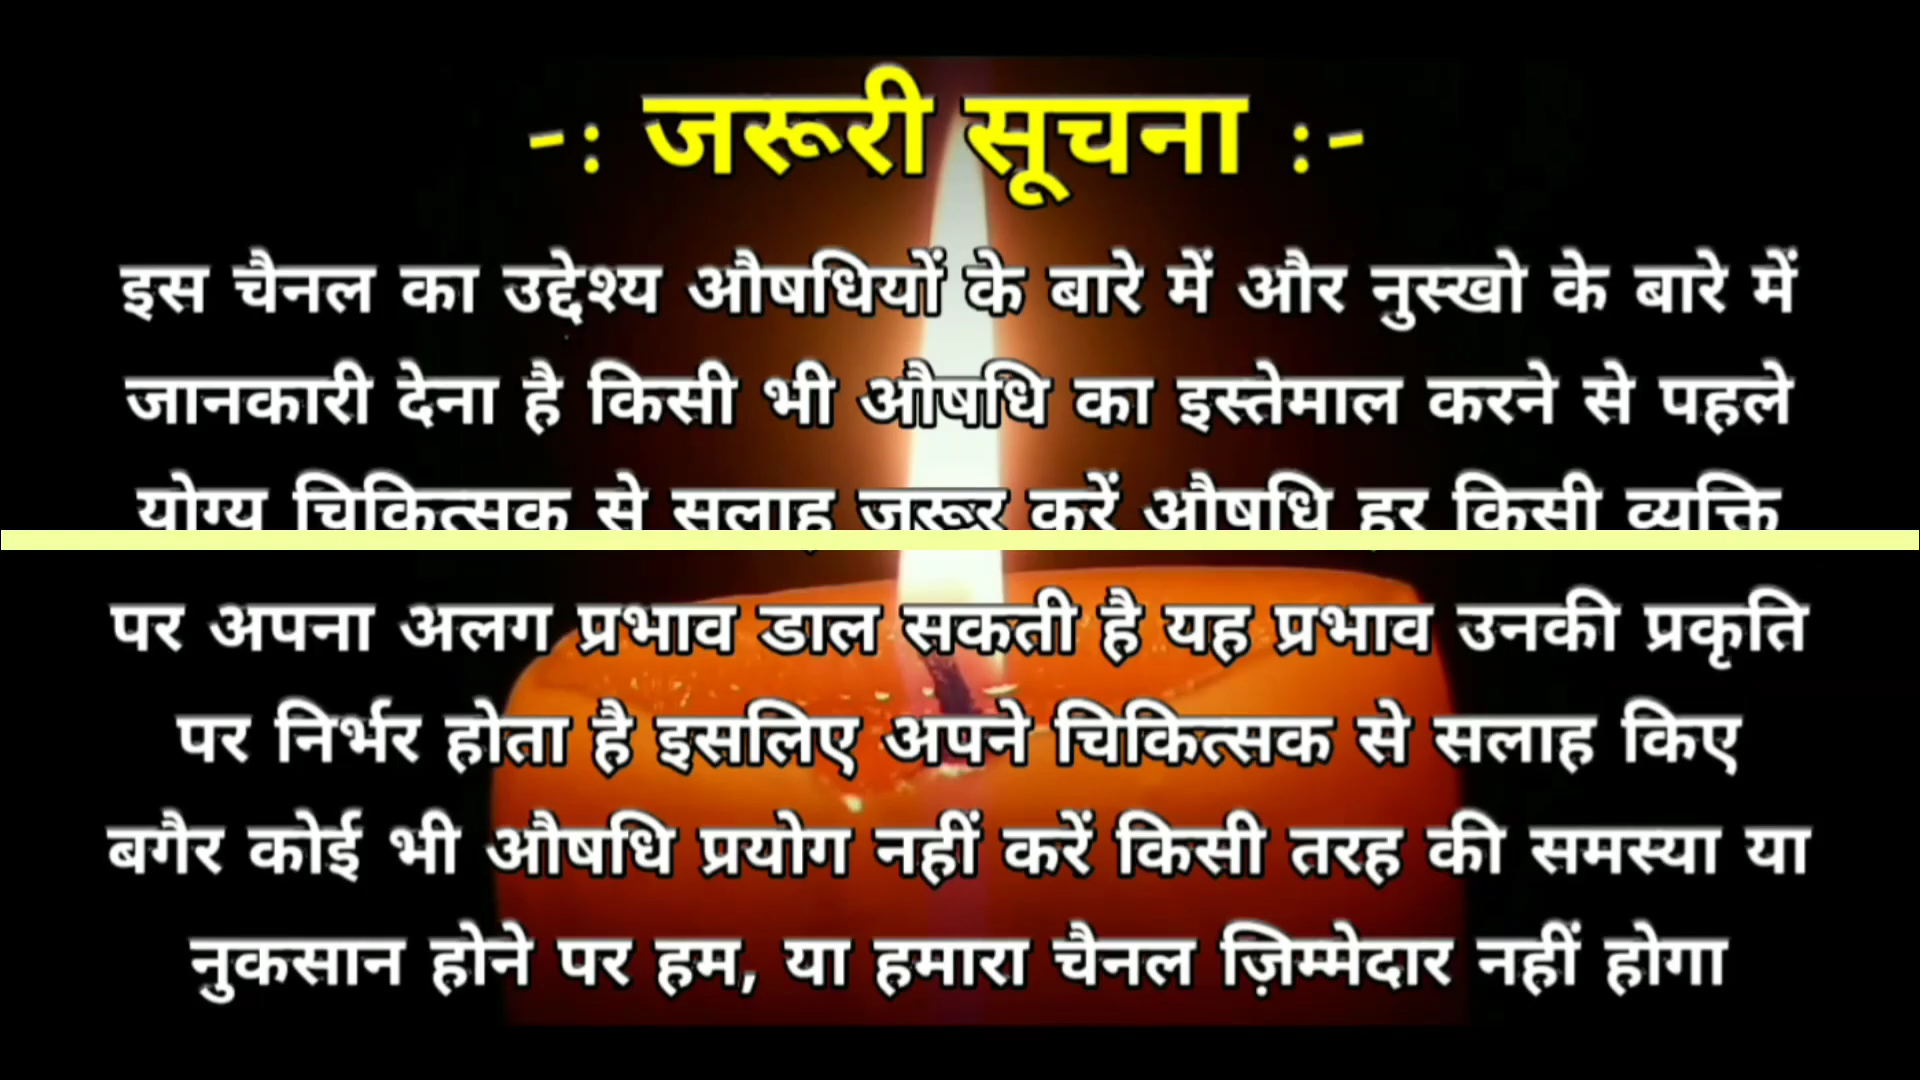 -: जरूरी सूचना :-
इस चैनल का उद्देश्य औषधियों के बारे में और नुस्खो के बारे में
जानकारी देना है किसी भी औषधि का इस्तेमाल करने से पहले
योग्य चिकित्सक से सलाह जरूर करें औषधि हर किसी व्यक्ति
पर अपना अलग प्रभाव डाल सकती है यह प्रभाव उनकी प्रकृति
पर निर्भर होता है इसलिए अपने चिकित्सक से सलाह किए
बगैर कोई भी औषधि प्रयोग नहीं करें किसी तरह की समस्या या
नुकसान होने पर हम, या हमारा चैनल ज़िम्मेदार नहीं होगा